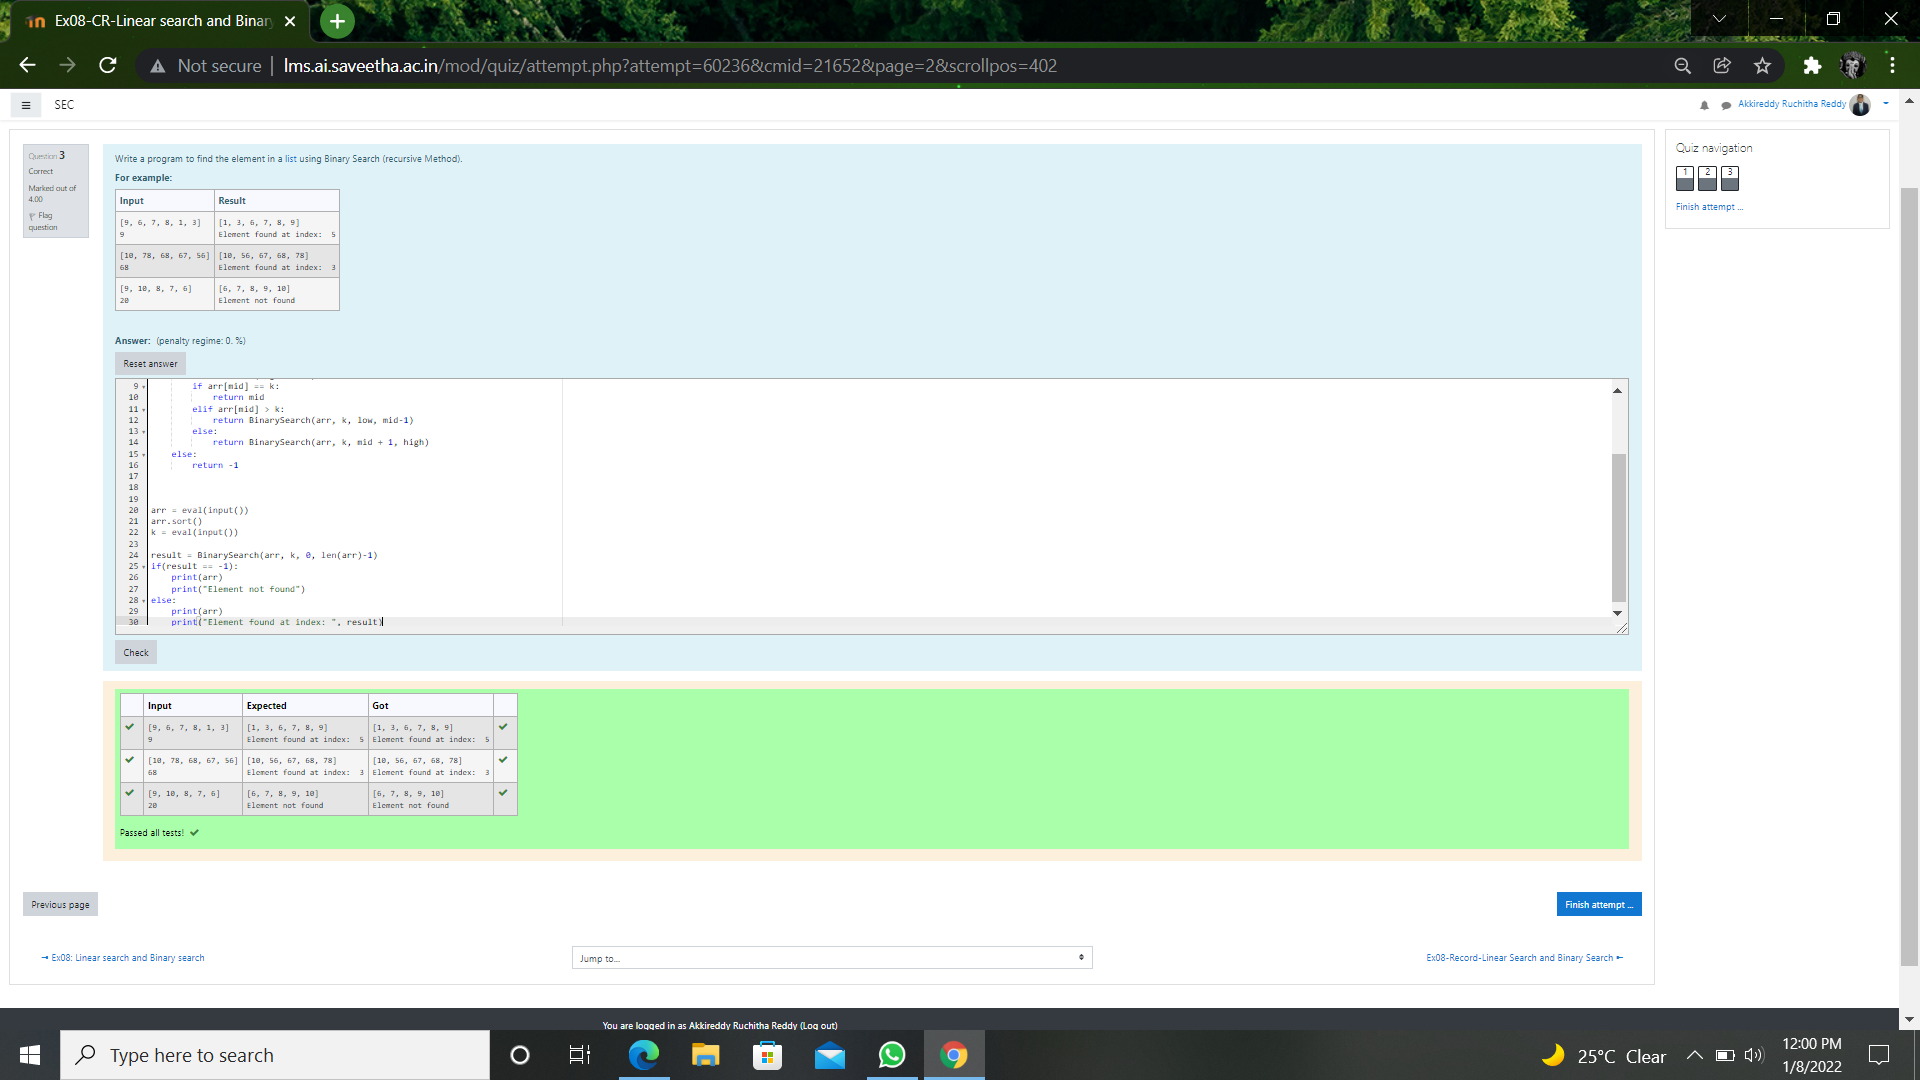 Ex08-CR-Linear search and Binar
Not secure
lms.ai.saveetha.ac.in/mod/quiz/attempt.php?attempt=60236&cmid=21652&page=2&scrollpos=402
SEC
Akkireddy Ruchitha Reddy
Question 3
Correct
Marked out of
4.00
Flag
question
Write a program to find the element in a list using Binary Search (recursive Method).
For example:
Input Result
[9, 6, 7, 8, 1, 3] [1, 3, 6, 7, 8, 9]
9 Element found at index:  5
[10, 78, 68, 67, 56] [10, 56, 67, 68, 78]
68 Element found at index:  3
[9, 10, 8, 7, 6] [6, 7, 8, 9, 10]
20 Element not found
Answer: (penalty regime: 0. %)
Reset answer
9 if arr[mid] == k:
10 return mid
11 elif arr[mid] > k:
12 return BinarySearch(arr, k, low, mid-1)
13 else:
14 return BinarySearch(arr, k, mid + 1, high)
15 else:
16 return -1
17
18
19
20 arr = eval(input())
21 arr.sort()
22 k = eval(input())
23
24 result = BinarySearch(arr, k, 0, len(arr)-1)
25 if(result == -1):
26 print(arr)
27 print("Element not found")
28 else:
29 print(arr)
30 print("Element found at index: ", result)
Check
Input Expected Got
[9, 6, 7, 8, 1, 3] [1, 3, 6, 7, 8, 9] [1, 3, 6, 7, 8, 9]
9 Element found at index:  5 Element found at index:  5
[10, 78, 68, 67, 56] [10, 56, 67, 68, 78] [10, 56, 67, 68, 78]
68 Element found at index:  3 Element found at index:  3
[9, 10, 8, 7, 6] [6, 7, 8, 9, 10] [6, 7, 8, 9, 10]
20 Element not found Element not found
Passed all tests!
Previous page
Finish attempt ...
Ex08: Linear search and Binary search
Jump to...
Ex08-Record-Linear Search and Binary Search
Quiz navigation
1 2 3
Finish attempt ...
You are logged in as Akkireddy Ruchitha Reddy (Log out)
Type here to search
25°C Clear
12:00 PM
1/8/2022